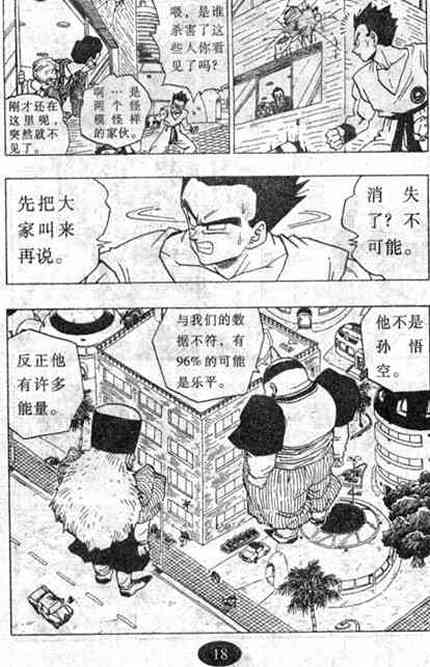 喂，是谁
杀害了这
些人你看
见了吗？
啊…是
两个怪
模怪样
的家伙。
刚才还在
这里呢，
突然就不
见了。
消失
了？不
可能。
先把大
家叫来
再说。
他不是
孙悟
空。
与我们的数
据不符，有
96%的可能
是乐平。
反正他
有许多
能量。
18